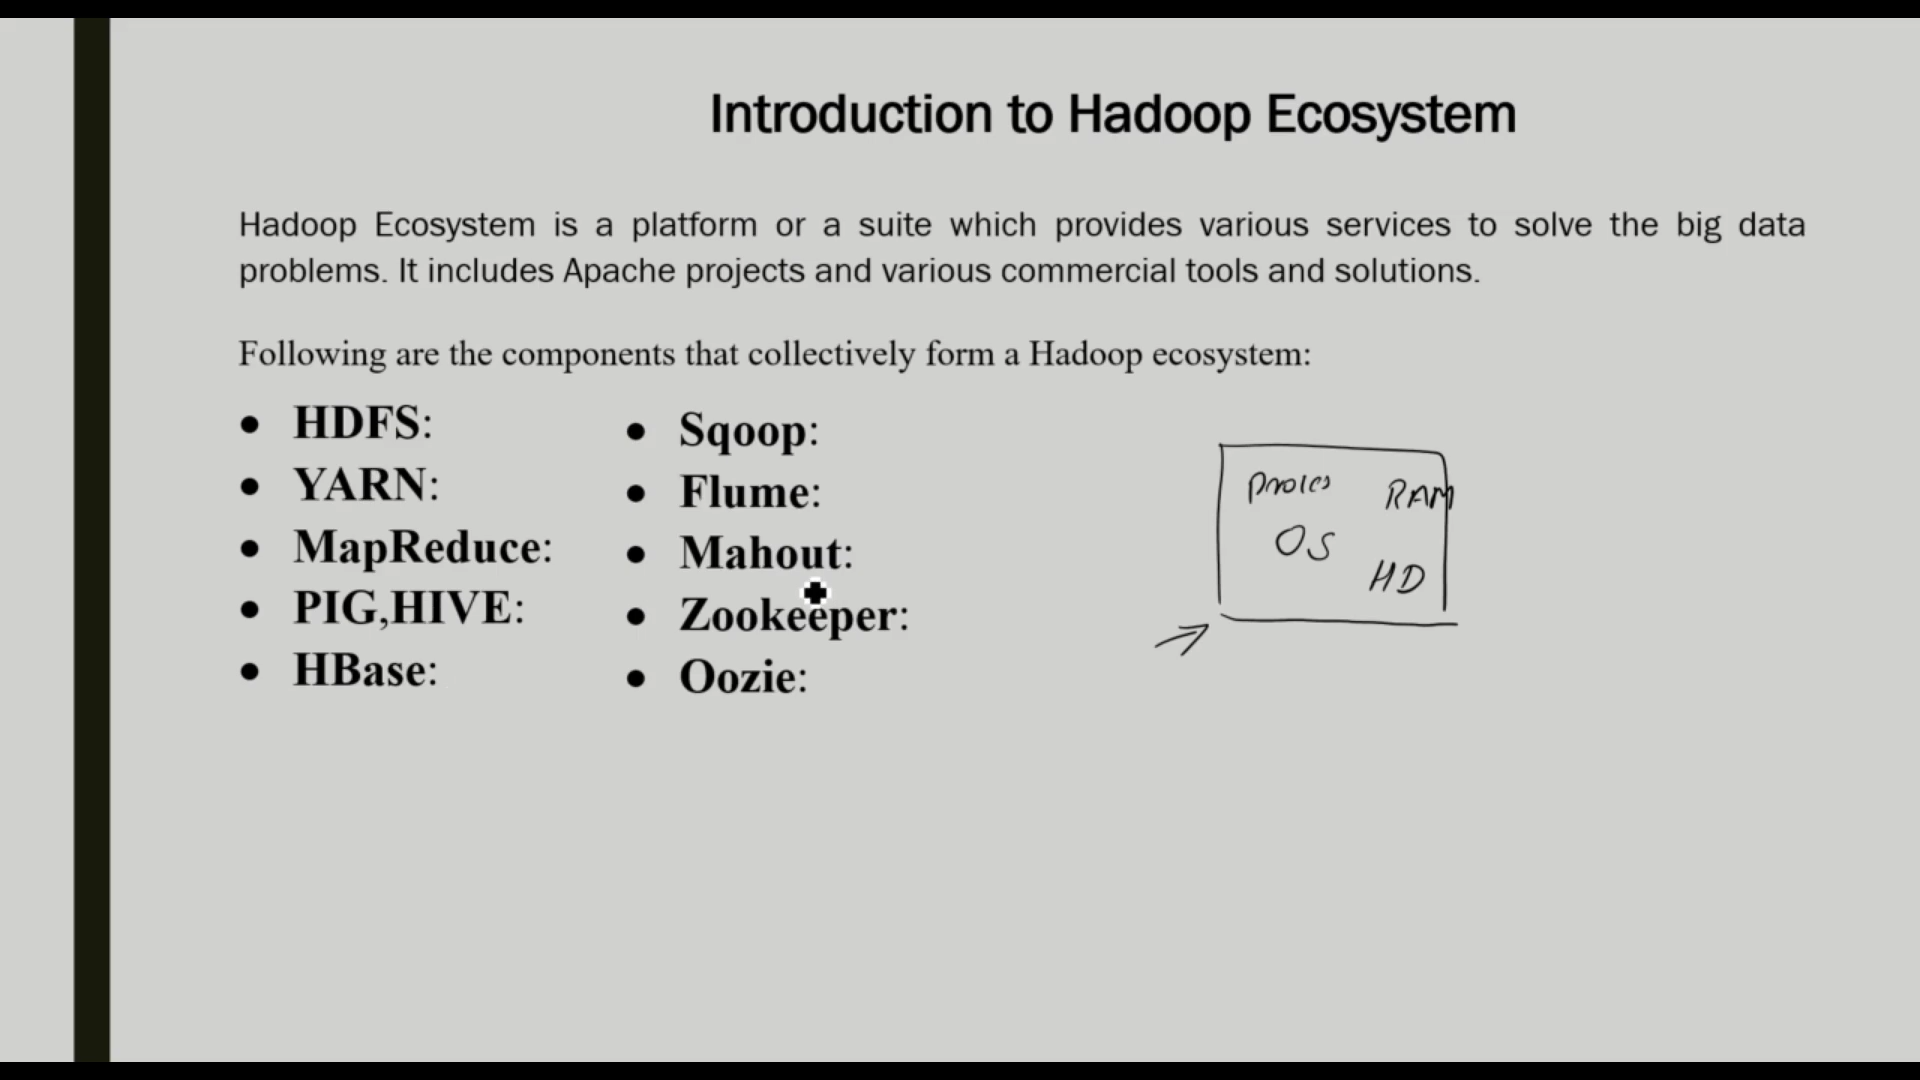 Introduction to Hadoop Ecosystem
Hadoop Ecosystem is a platform or a suite which provides various services to solve the big data
problems. It includes Apache projects and various commercial tools and solutions.
Following are the components that collectively form a Hadoop ecosystem:
• HDFS:
• YARN:
• MapReduce:
• PIG,HIVE:
• HBase:
• Sqoop:
• Flume:
• Mahout:
• Zookeeper:
• Oozie:
RAM
OS
HD